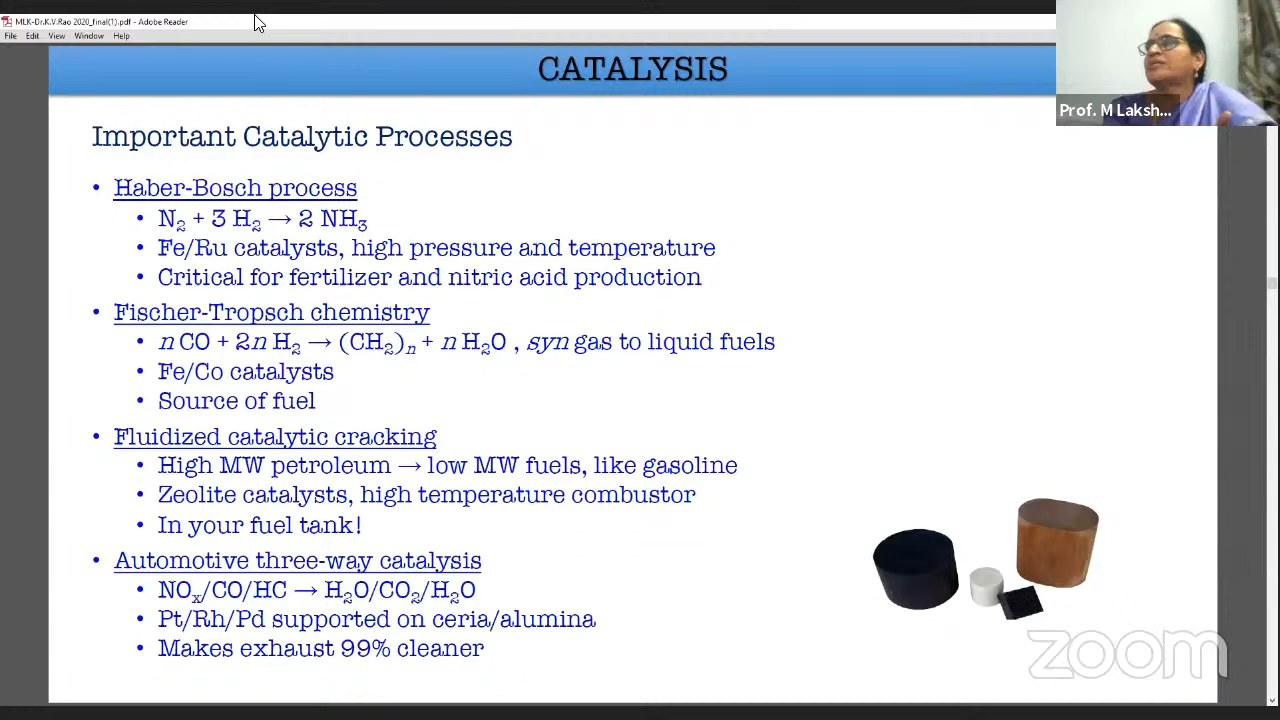 MLK-Dr.K.V.Rao 2020_final(1).pdf - Adobe Reader
File Edit View Window Help
CATALYSIS
Prof. M Laksh...
Important Catalytic Processes
• Haber-Bosch process
• N₂ + 3 H₂ → 2 NH₃
• Fe/Ru catalysts, high pressure and temperature
• Critical for fertilizer and nitric acid production
• Fischer-Tropsch chemistry
• n CO + 2n H₂ → (CH₂)ₙ + n H₂O , syn gas to liquid fuels
• Fe/Co catalysts
• Source of fuel
• Fluidized catalytic cracking
• High MW petroleum → low MW fuels, like gasoline
• Zeolite catalysts, high temperature combustor
• In your fuel tank!
• Automotive three-way catalysis
• NOₓ/CO/HC → H₂O/CO₂/H₂O
• Pt/Rh/Pd supported on ceria/alumina
• Makes exhaust 99% cleaner
zoom